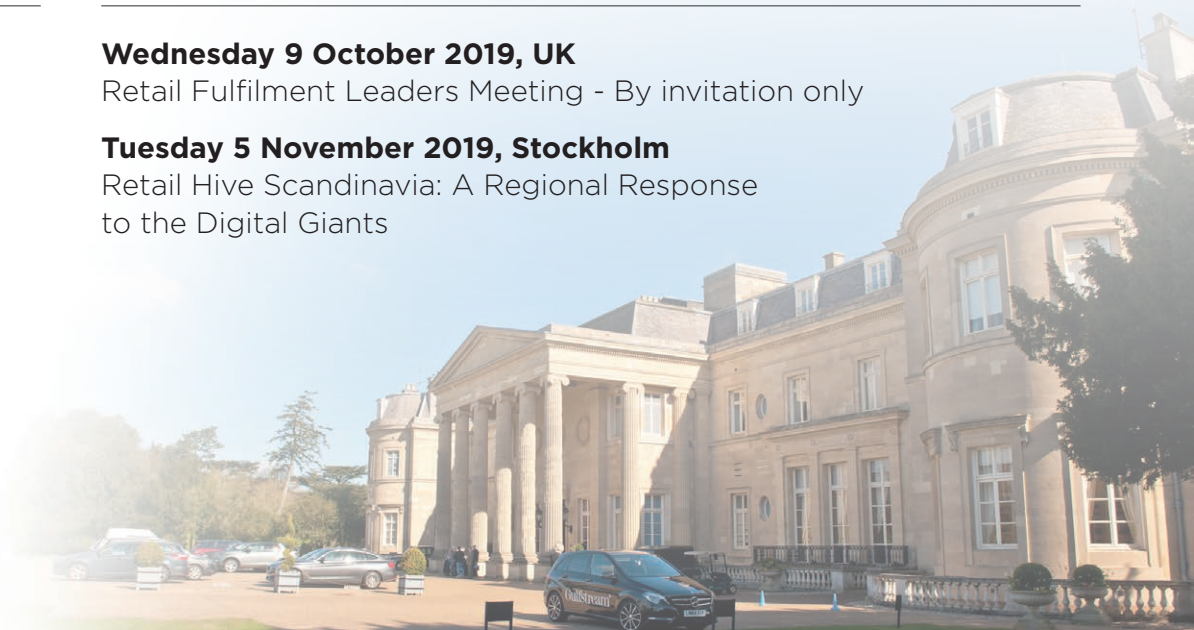 Wednesday 9 October 2019, UK
Retail Fulfilment Leaders Meeting - By invitation only
Tuesday 5 November 2019, Stockholm
Retail Hive Scandinavia: A Regional Response
to the Digital Giants
Gulfstream